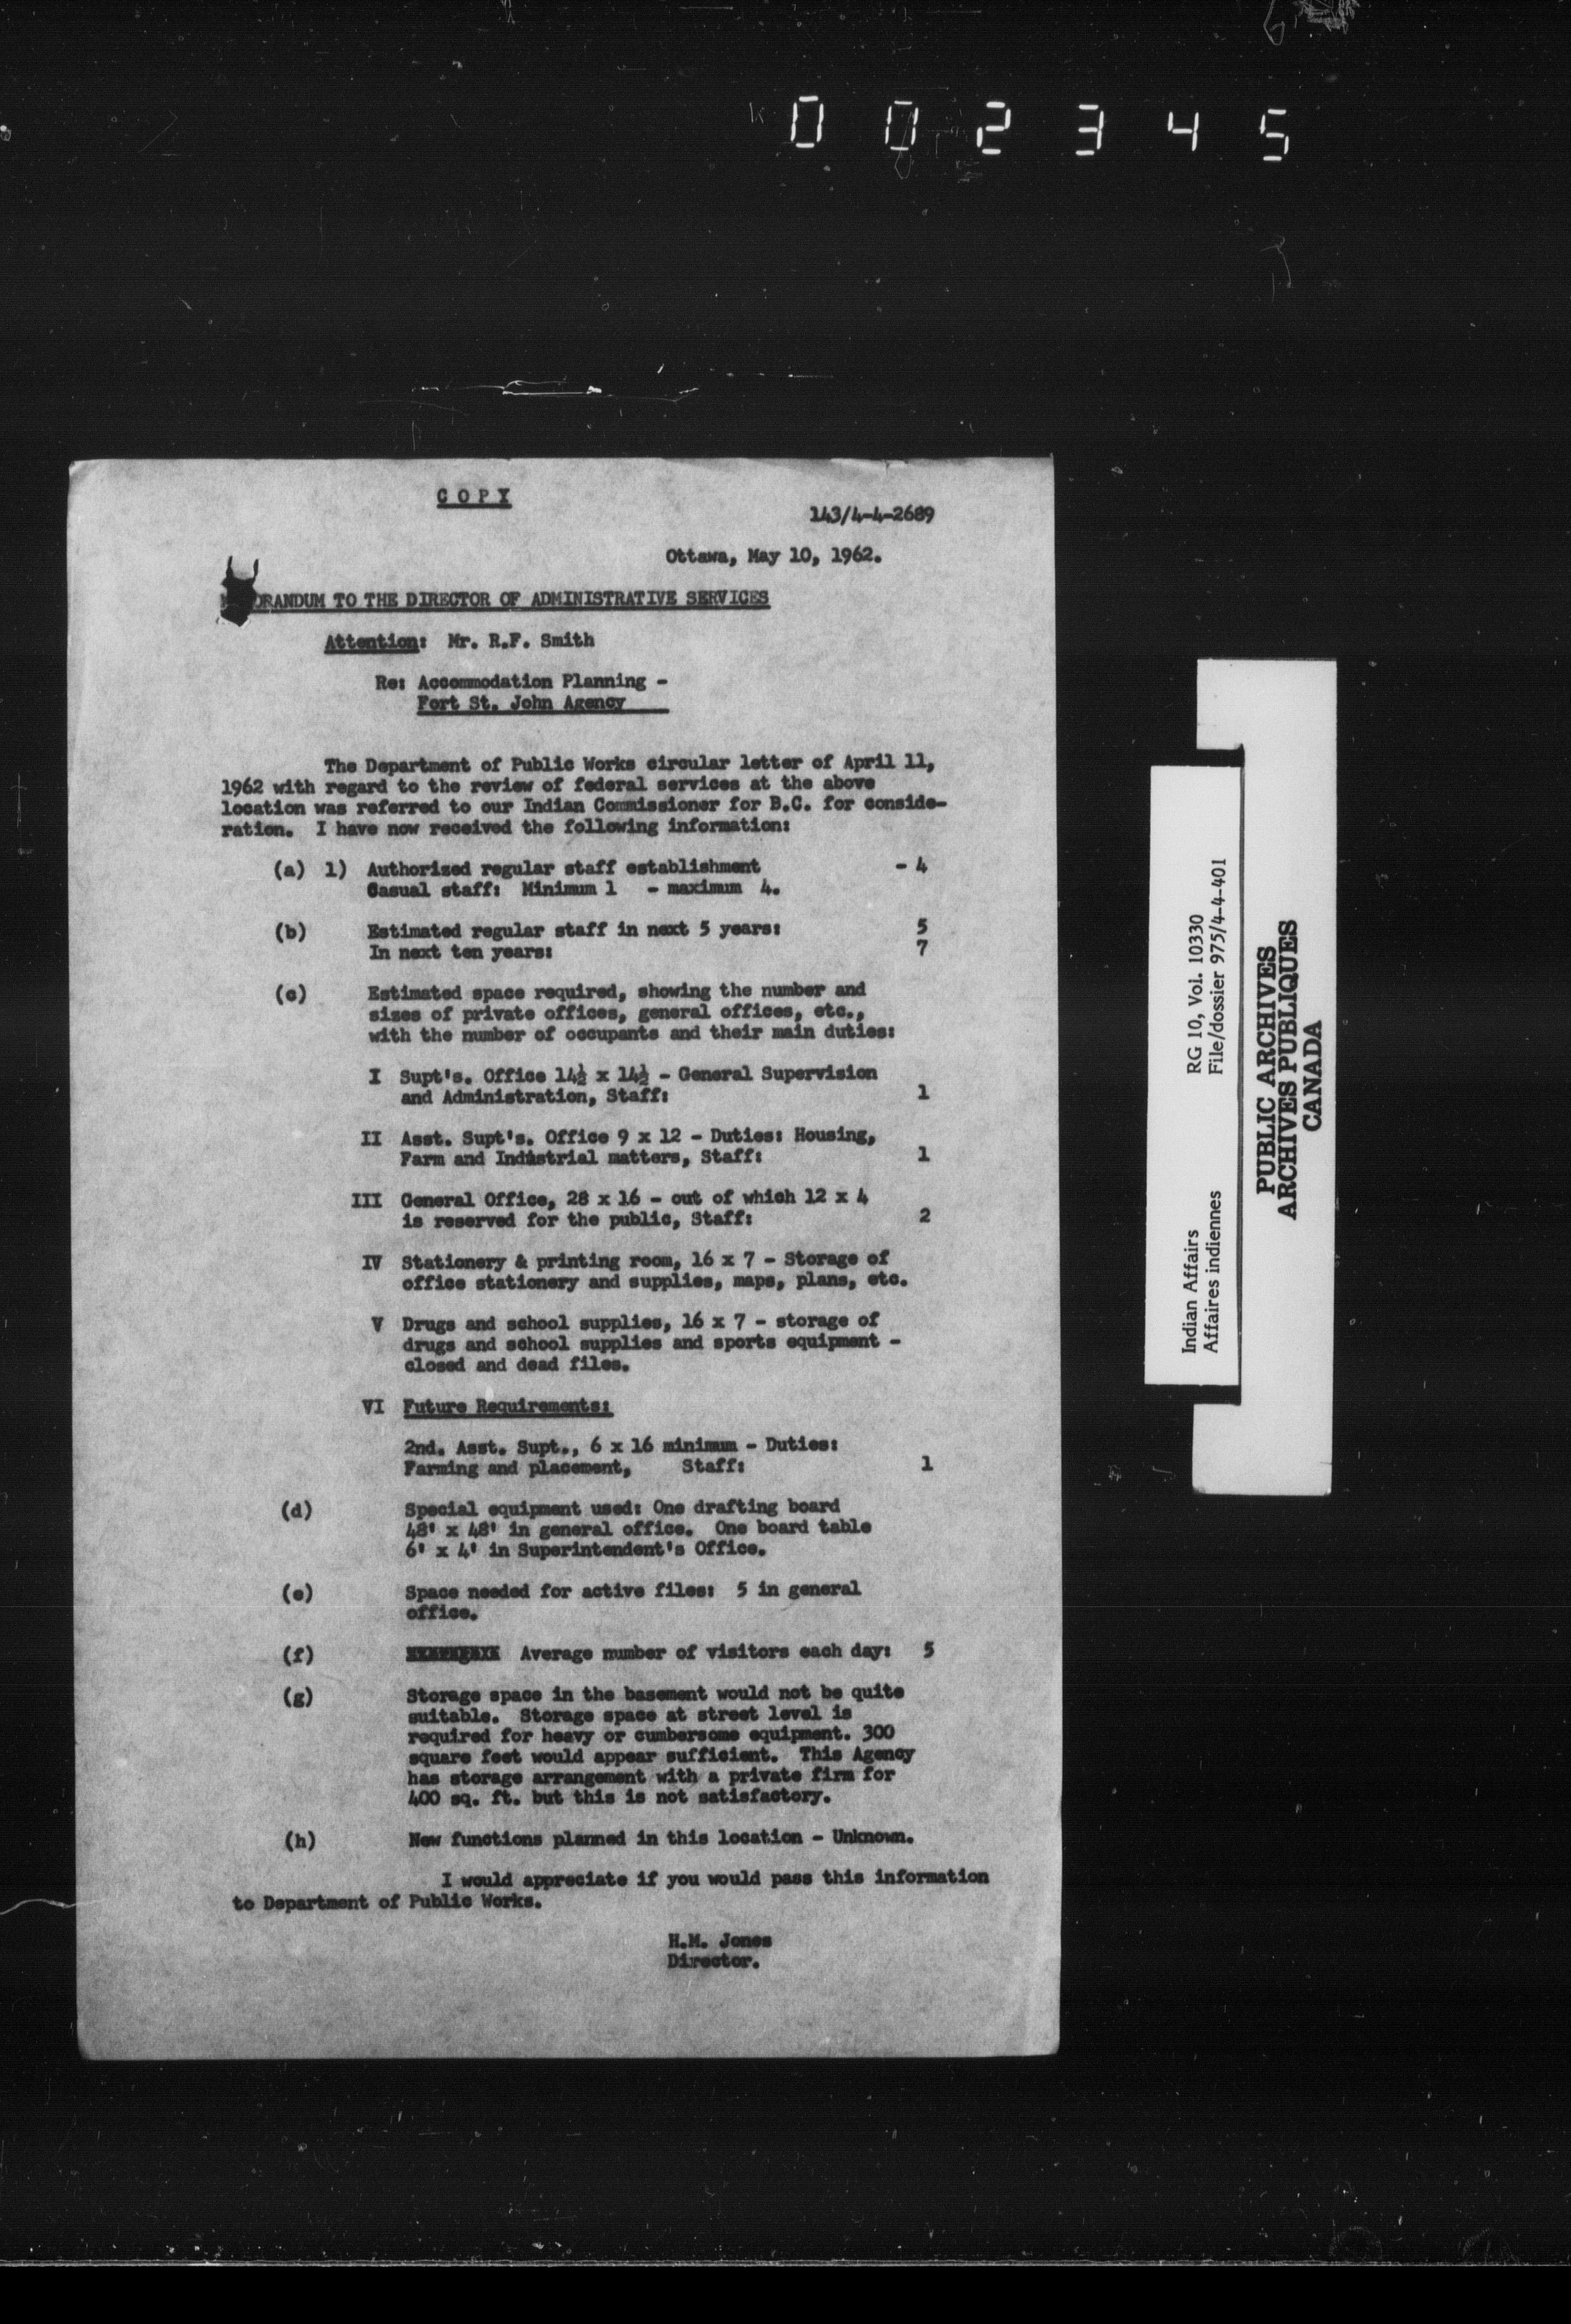 0 0 2 3 4 5
COPY
143/4-4-2689
Ottawa, May 10, 1962.
ORANDUM TO THE DIRECTOR OF ADMINISTRATIVE SERVICES
Attention: Mr. R.F. Smith
Re: Accommodation Planning -
Fort St. John Agency
The Department of Public Works circular letter of April 11,
1962 with regard to the review of federal services at the above
location was referred to our Indian Commissioner for B.C. for conside-
ration. I have now received the following information:
(a) 1) Authorized regular staff establishment - 4
Casual staff: Minimum 1 - maximum 4.
(b) Estimated regular staff in next 5 years: 5
In next ten years: 7
(c) Estimated space required, showing the number and
sizes of private offices, general offices, etc.,
with the number of occupants and their main duties:
I Supt's. Office 14½ x 14½ - General Supervision
and Administration, Staff: 1
II Asst. Supt's. Office 9 x 12 - Duties: Housing,
Farm and Industrial matters, Staff: 1
III General Office, 28 x 16 - out of which 12 x 4
is reserved for the public, Staff: 2
IV Stationery & printing room, 16 x 7 - Storage of
office stationery and supplies, maps, plans, etc.
V Drugs and school supplies, 16 x 7 - storage of
drugs and school supplies and sports equipment -
closed and dead files.
VI Future Requirements:
2nd. Asst. Supt., 6 x 16 minimum - Duties:
Farming and placement, Staff: 1
(d) Special equipment used: One drafting board
48' x 48' in general office. One board table
6' x 4' in Superintendent's Office.
(e) Space needed for active files: 5 in general
office.
(f) Average number of visitors each day: 5
(g) Storage space in the basement would not be quite
suitable. Storage space at street level is
required for heavy or cumbersome equipment. 300
square feet would appear sufficient. This Agency
has storage arrangement with a private firm for
400 sq. ft. but this is not satisfactory.
(h) New functions planned in this location - Unknown.
I would appreciate if you would pass this information
to Department of Public Works.
H.M. Jones
Director.
Indian Affairs RG 10, Vol. 10330
Affaires indiennes File/dossier 975/4-4-401
PUBLIC ARCHIVES
ARCHIVES PUBLIQUES
CANADA